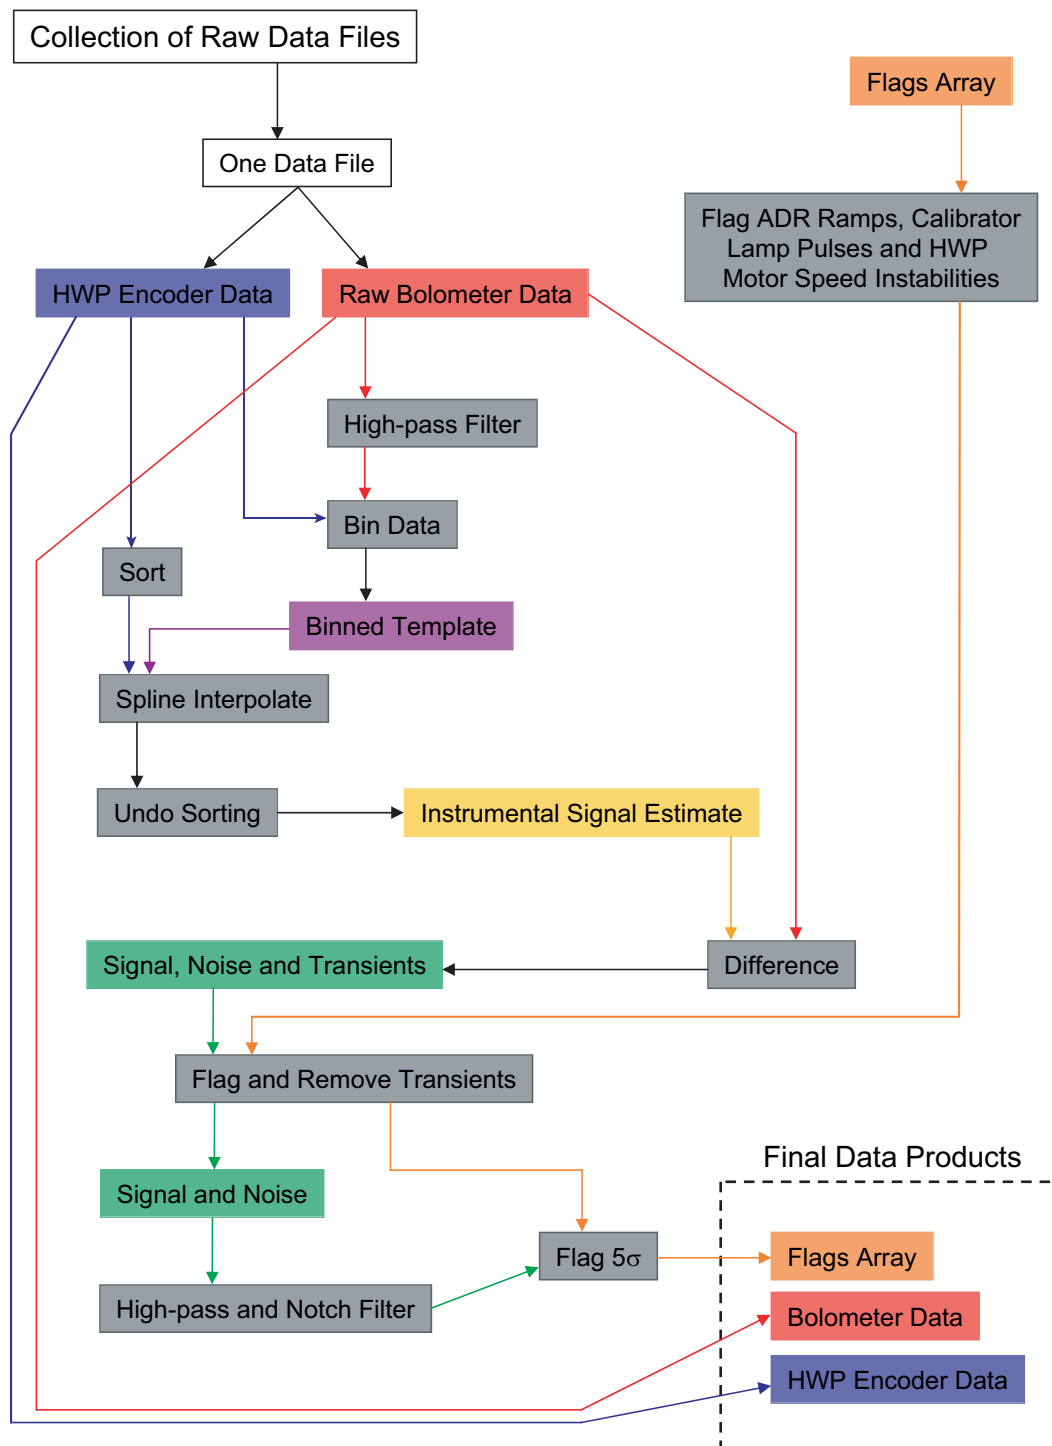 Collection of Raw Data Files
Flags Array
One Data File
Flag ADR Ramps, Calibrator
Lamp Pulses and HWP
Motor Speed Instabilities
HWP Encoder Data
Raw Bolometer Data
High-pass Filter
Bin Data
Sort
Binned Template
Spline Interpolate
Undo Sorting
Instrumental Signal Estimate
Signal, Noise and Transients
Difference
Flag and Remove Transients
Final Data Products
Signal and Noise
Flag 5σ
Flags Array
High-pass and Notch Filter
Bolometer Data
HWP Encoder Data